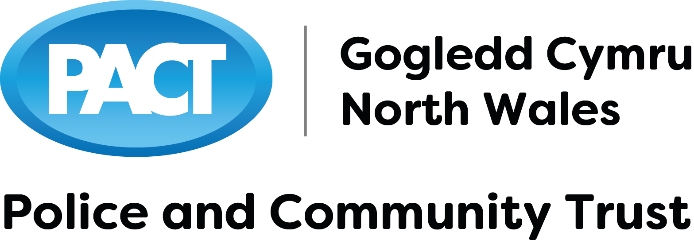 PACT
Gogledd Cymru
North Wales
Police and Community Trust